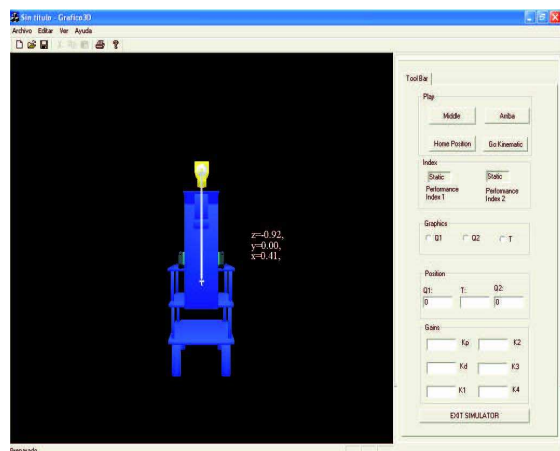 Sin título - Grafico3D
Archivo Editar Ver Ayuda
Tool Bar
Play
Middle Arriba
Home Position Go Kinematic
Index
Static Static
Performance Index 1 Performance Index 2
Graphics
Q1 Q2 T
z=-0.92,
y=0.00,
x=0.41,
Position
Q1: T: Q2:
0 0
Gains
Kp K2
Kd K3
K1 K4
EXIT SIMULATOR
Preparado